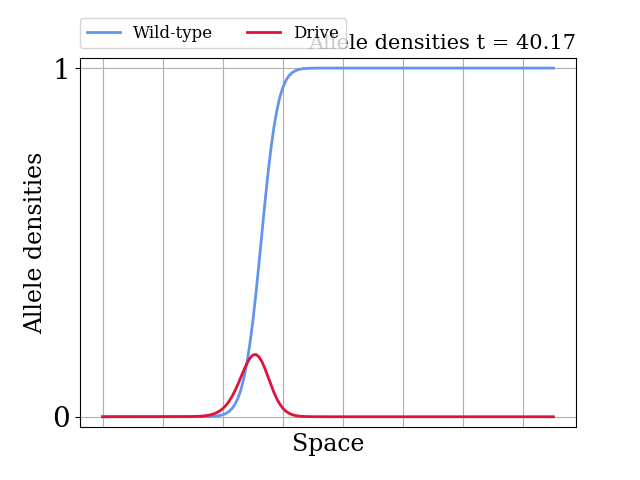 Wild-type Drive
Allele densities t = 40.17
1
Allele densities
0
Space